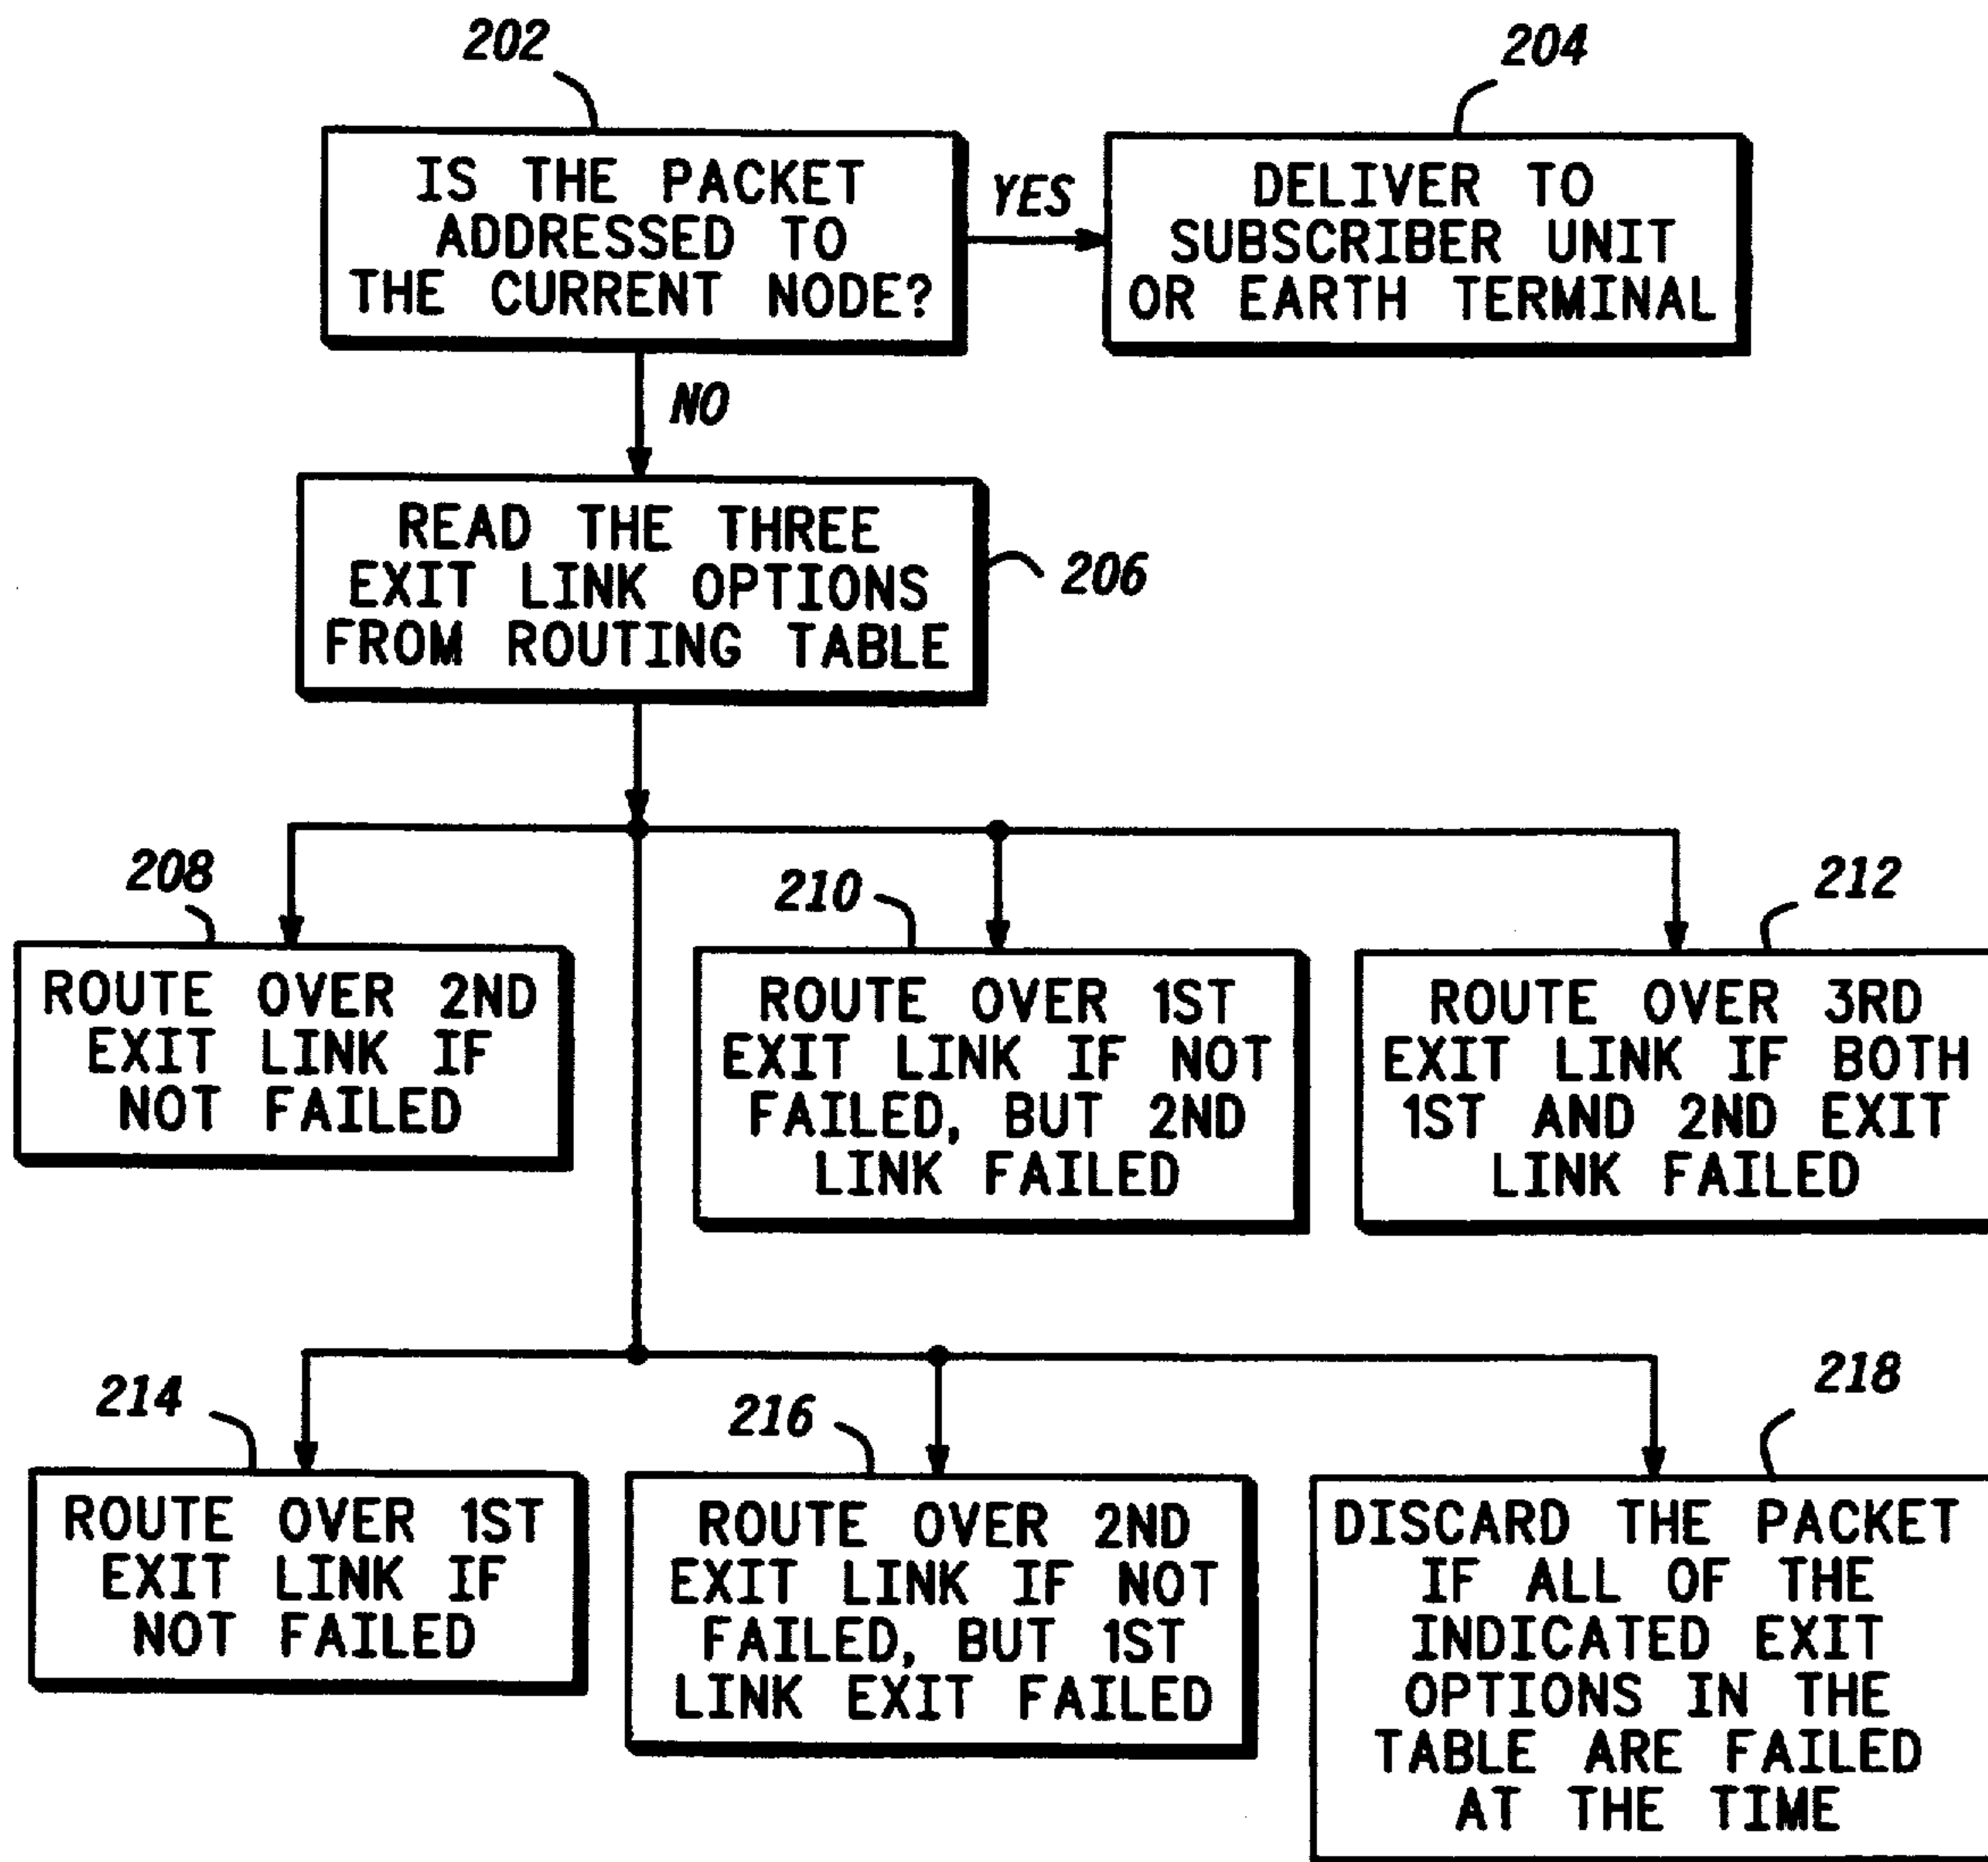 202
204
IS THE PACKET
ADDRESSED TO
THE CURRENT NODE?
YES
DELIVER TO
SUBSCRIBER UNIT
OR EARTH TERMINAL
NO
READ THE THREE
EXIT LINK OPTIONS
FROM ROUTING TABLE
206
208
210
212
ROUTE OVER 2ND
EXIT LINK IF
NOT FAILED
ROUTE OVER 1ST
EXIT LINK IF NOT
FAILED, BUT 2ND
LINK FAILED
ROUTE OVER 3RD
EXIT LINK IF BOTH
1ST AND 2ND EXIT
LINK FAILED
214
216
218
ROUTE OVER 1ST
EXIT LINK IF
NOT FAILED
ROUTE OVER 2ND
EXIT LINK IF NOT
FAILED, BUT 1ST
LINK EXIT FAILED
DISCARD THE PACKET
IF ALL OF THE
INDICATED EXIT
OPTIONS IN THE
TABLE ARE FAILED
AT THE TIME